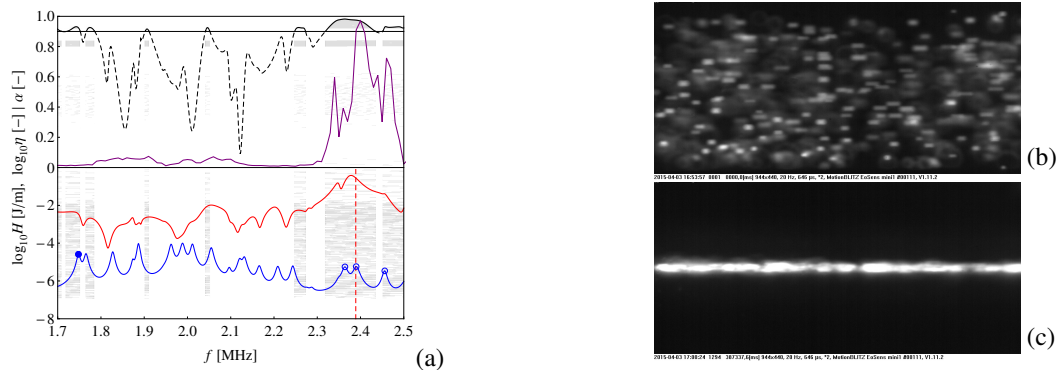 1.0
0.8
0.6
0.4
0.2
0
−2
−4
−6
−8
log₁₀H [J/m], log₁₀η [−] | α [−]
1.7 1.8 1.9 2.0 2.1 2.2 2.3 2.4 2.5
f [MHz]
(a)
2015-04-03 16:53:57 0001 0000,0[ms] 944x440, 20 Hz, 646 µs, *2, MotionBLITZ EoSens mini1 #00111, V1.11.2
(b)
2015-04-03 17:08:24 1294 307337,6[ms] 944x440, 20 Hz, 646 µs, *2, MotionBLITZ EoSens mini1 #00111, V1.11.2
(c)